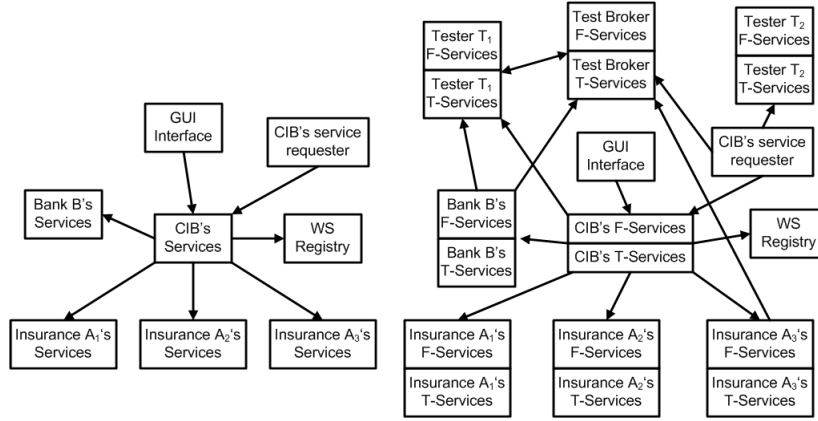 GUI
Interface
CIB's service
requester
Bank B's
Services
CIB's
Services
WS
Registry
Insurance A₁'s
Services
Insurance A₂'s
Services
Insurance A₃'s
Services
Tester T₁
F-Services
Tester T₁
T-Services
Test Broker
F-Services
Test Broker
T-Services
Tester T₂
F-Services
Tester T₂
T-Services
GUI
Interface
CIB's service
requester
Bank B's
F-Services
Bank B's
T-Services
CIB's F-Services
CIB's T-Services
WS
Registry
Insurance A₁'s
F-Services
Insurance A₁'s
T-Services
Insurance A₂'s
F-Services
Insurance A₂'s
T-Services
Insurance A₃'s
F-Services
Insurance A₃'s
T-Services